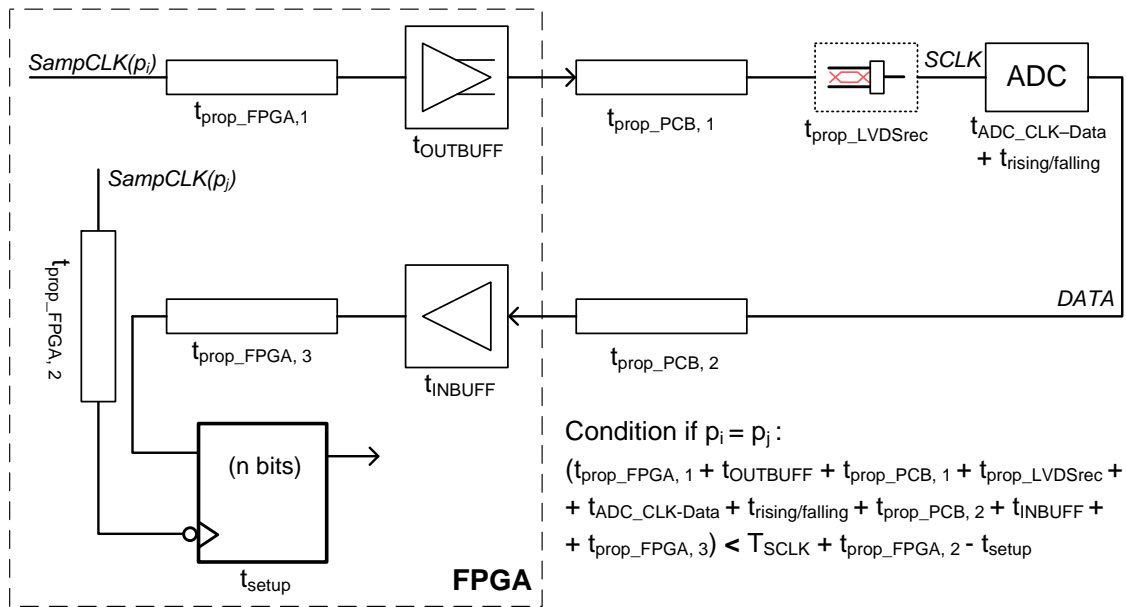 SampCLK(pi)
tprop_FPGA,1
tOUTBUFF
tprop_PCB, 1
tprop_LVDSrec
SCLK
ADC
tADC_CLK–Data
+ trising/falling
SampCLK(pj)
tprop_FPGA, 2
tprop_FPGA, 3
tINBUFF
tprop_PCB, 2
DATA
(n bits)
tsetup
FPGA
Condition if pi = pj :
(tprop_FPGA, 1 + tOUTBUFF + tprop_PCB, 1 + tprop_LVDSrec +
+ tADC_CLK-Data + trising/falling + tprop_PCB, 2 + tINBUFF +
+ tprop_FPGA, 3) < TSCLK + tprop_FPGA, 2 - tsetup